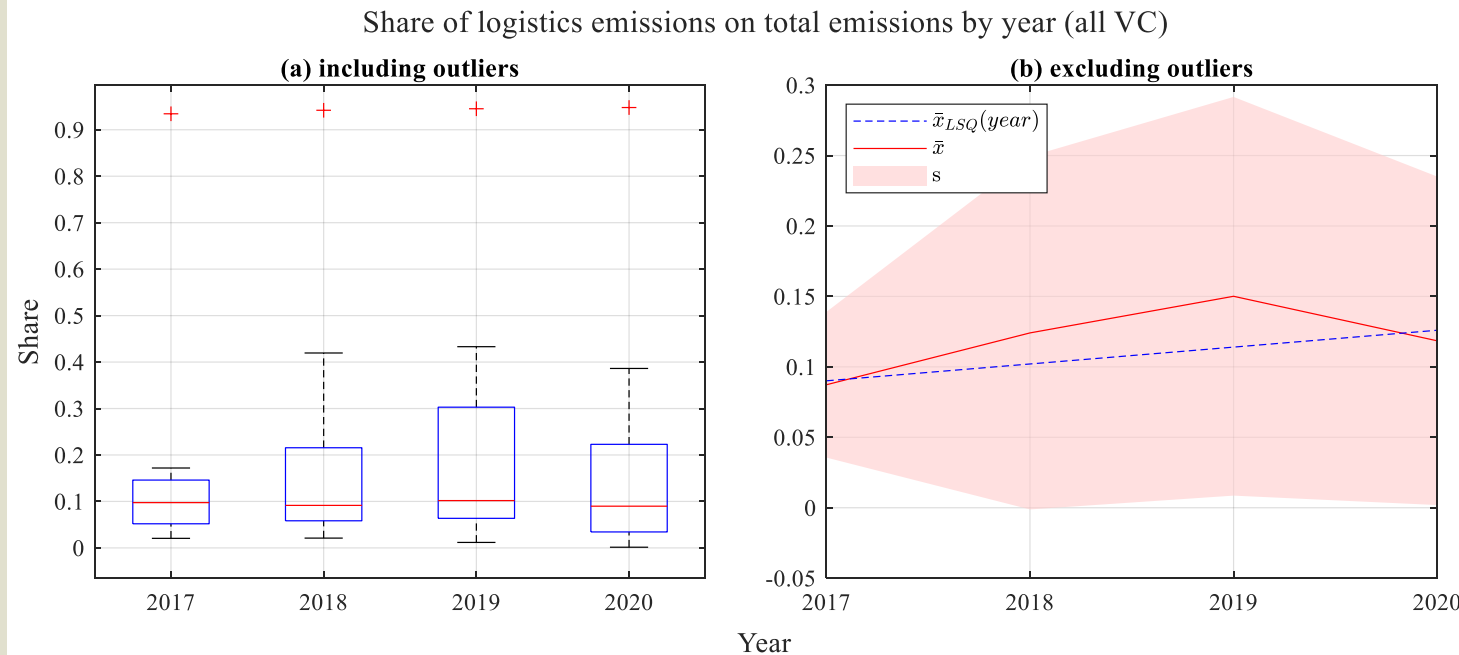 Share of logistics emissions on total emissions by year (all VC)
(a) including outliers
Share
0.9
0.8
0.7
0.6
0.5
0.4
0.3
0.2
0.1
0
2017 2018 2019 2020
(b) excluding outliers
0.3
0.25
0.2
0.15
0.1
0.05
0
-0.05
x̄_LSQ(year)
x̄
s
2017 2018 2019 2020
Year